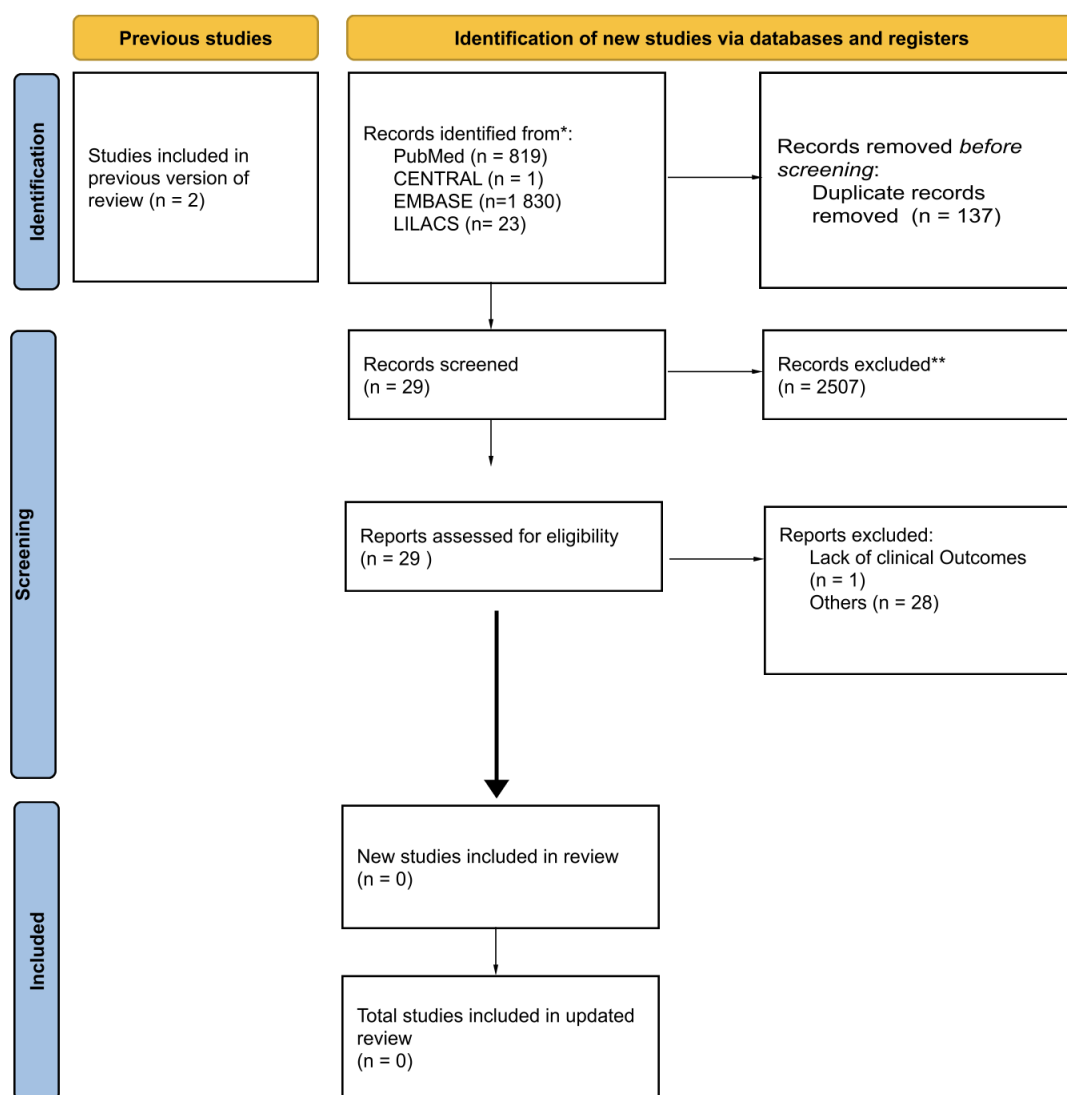 Previous studies
Identification of new studies via databases and registers
Identification
Studies included in
previous version of
review (n = 2)
Records identified from*:
PubMed (n = 819)
CENTRAL (n = 1)
EMBASE (n=1 830)
LILACS (n= 23)
Records removed before
screening:
Duplicate records
removed (n = 137)
Screening
Records screened
(n = 29)
Records excluded**
(n = 2507)
Reports assessed for eligibility
(n = 29 )
Reports excluded:
Lack of clinical Outcomes
(n = 1)
Others (n = 28)
Included
New studies included in review
(n = 0)
Total studies included in updated
review
(n = 0)